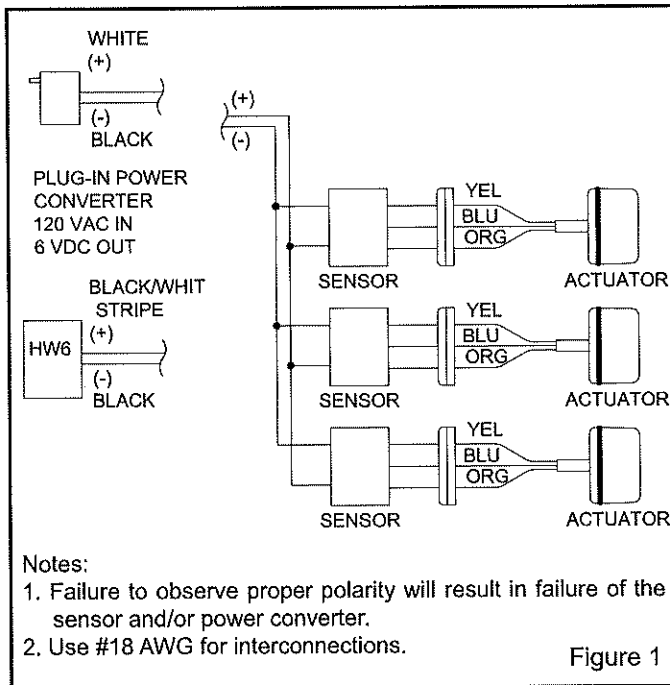 WHITE
(+)
(-)
BLACK
PLUG-IN POWER
CONVERTER
120 VAC IN
6 VDC OUT
BLACK/WHIT
STRIPE
(+)
HW6
(-)
BLACK
(+)
(-)
YEL
BLU
ORG
SENSOR
ACTUATOR
YEL
BLU
ORG
SENSOR
ACTUATOR
YEL
BLU
ORG
SENSOR
ACTUATOR
Notes:
1. Failure to observe proper polarity will result in failure of the
sensor and/or power converter.
2. Use #18 AWG for interconnections.
Figure 1